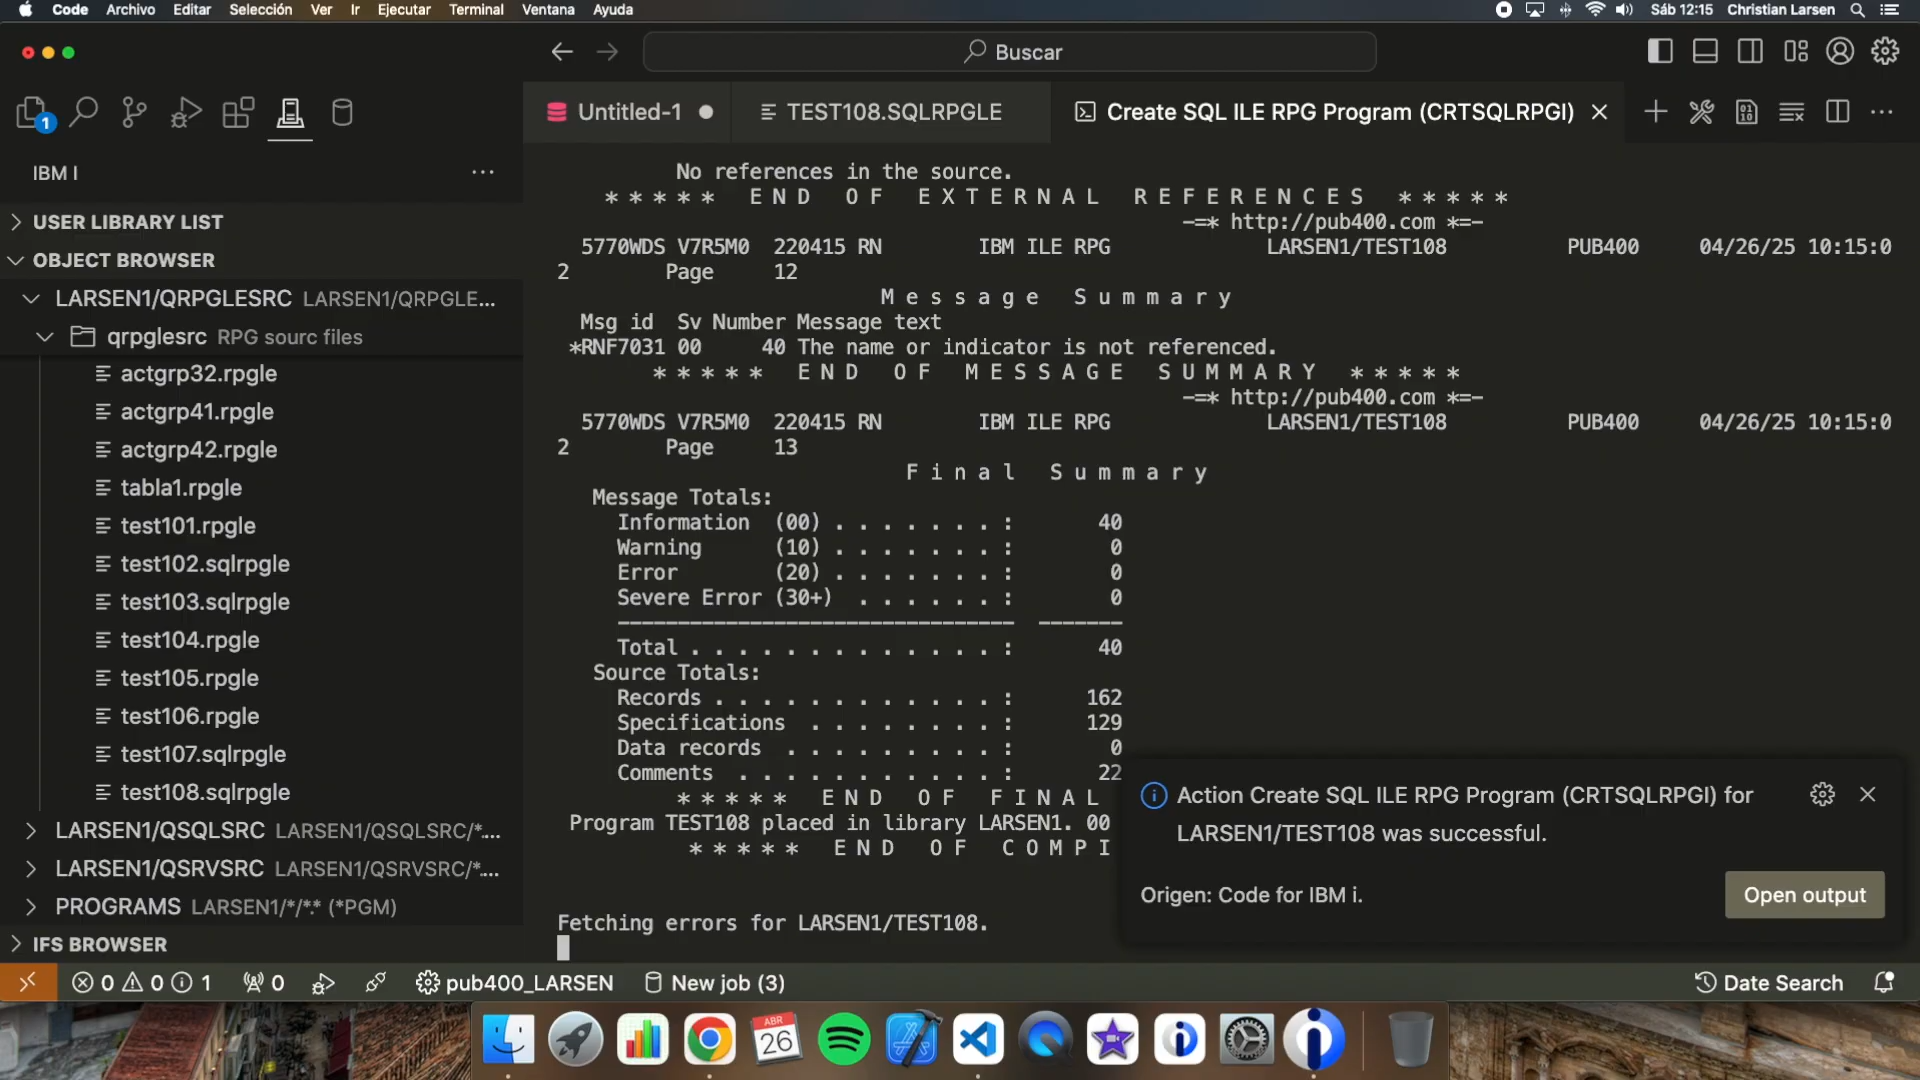 Code Archivo Editar Selección Ver Ir Ejecutar Terminal Ventana Ayuda Sáb 12:15 Christian Larsen
Buscar
1
Untitled-1 TEST108.SQLRPGLE Create SQL ILE RPG Program (CRTSQLRPGI)
IBM I
USER LIBRARY LIST
OBJECT BROWSER
LARSEN1/QRPGLESRC LARSEN1/QRPGLE...
qrpglesrc RPG sourc files
actgrp32.rpgle
actgrp41.rpgle
actgrp42.rpgle
tabla1.rpgle
test101.rpgle
test102.sqlrpgle
test103.sqlrpgle
test104.rpgle
test105.rpgle
test106.rpgle
test107.sqlrpgle
test108.sqlrpgle
LARSEN1/QSQLSRC LARSEN1/QSQLSRC/*....
LARSEN1/QSRVSRC LARSEN1/QSRVSRC/*....
PROGRAMS LARSEN1/*/*.* (*PGM)
IFS BROWSER
No references in the source.
* * * * * E N D O F E X T E R N A L R E F E R E N C E S * * * * *
-=* http://pub400.com *=-
5770WDS V7R5M0 220415 RN IBM ILE RPG LARSEN1/TEST108 PUB400 04/26/25 10:15:0
2 Page 12
M e s s a g e S u m m a r y
Msg id Sv Number Message text
*RNF7031 00 40 The name or indicator is not referenced.
* * * * * E N D O F M E S S A G E S U M M A R Y * * * * *
-=* http://pub400.com *=-
5770WDS V7R5M0 220415 RN IBM ILE RPG LARSEN1/TEST108 PUB400 04/26/25 10:15:0
2 Page 13
F i n a l S u m m a r y
Message Totals:
Information (00) . . . . . . . : 40
Warning (10) . . . . . . . : 0
Error (20) . . . . . . . : 0
Severe Error (30+) . . . . . . : 0
--------------------------------- -------
Total . . . . . . . . . . . . . : 40
Source Totals:
Records . . . . . . . . . . . . : 162
Specifications . . . . . . . . : 129
Data records . . . . . . . . . : 0
Comments . . . . . . . . . . . : 22
* * * * * E N D O F F I N A L
Program TEST108 placed in library LARSEN1. 00
* * * * * E N D O F C O M P I
Fetching errors for LARSEN1/TEST108.
Action Create SQL ILE RPG Program (CRTSQLRPGI) for
LARSEN1/TEST108 was successful.
Origen: Code for IBM i.
Open output
0 0 1 0 pub400_LARSEN New job (3) Date Search
ABR
26